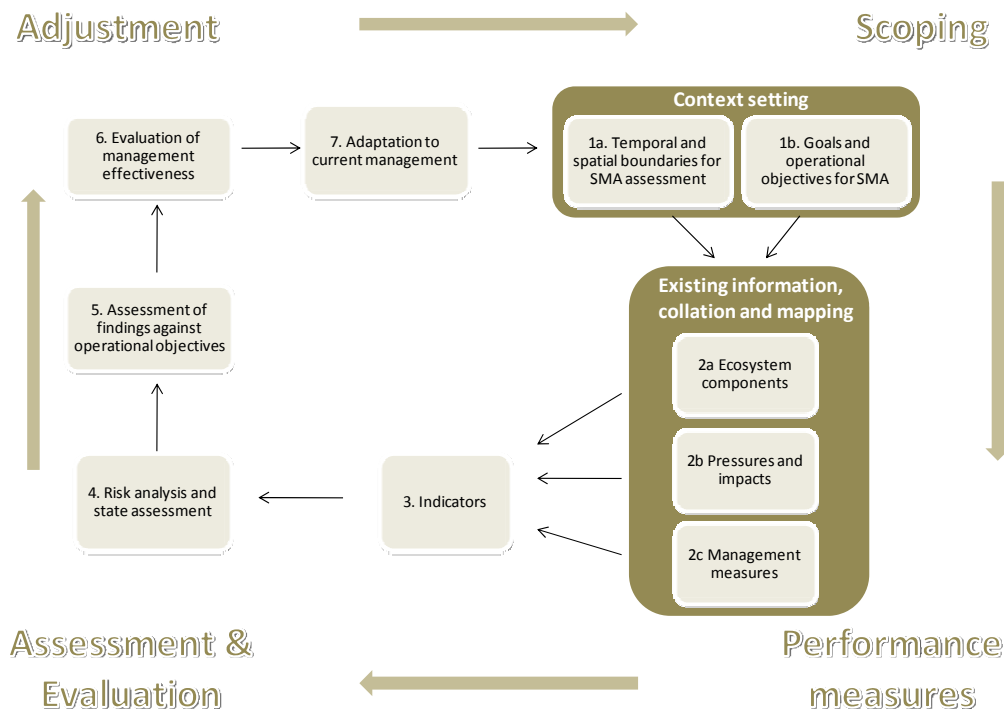 Adjustment
Scoping
Context setting
1a. Temporal and
spatial boundaries for
SMA assessment
1b. Goals and
operational
objectives for SMA
6. Evaluation of
management
effectiveness
7. Adaptation to
current management
Existing information,
collation and mapping
2a Ecosystem
components
2b Pressures and
impacts
2c Management
measures
5. Assessment of
findings against
operational objectives
4. Risk analysis and
state assessment
3. Indicators
Assessment &
Evaluation
Performance
measures